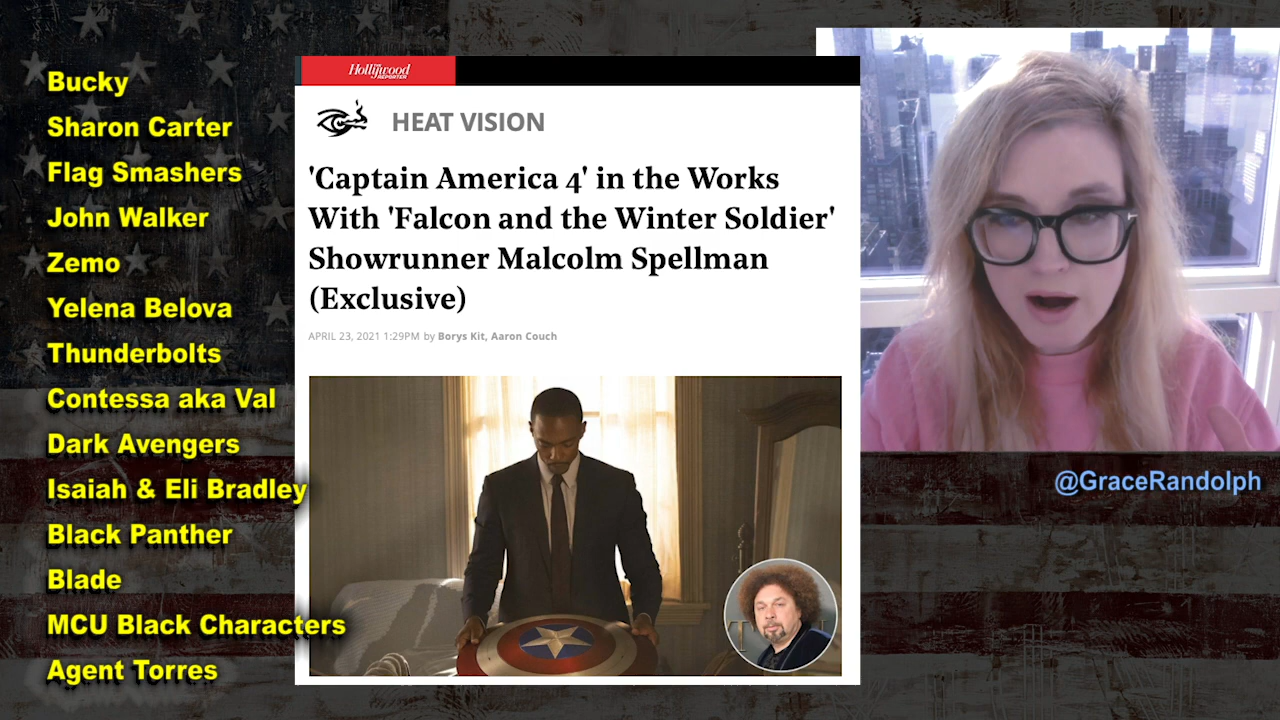 Bucky
Sharon Carter
Flag Smashers
John Walker
Zemo
Yelena Belova
Thunderbolts
Contessa aka Val
Dark Avengers
Isaiah & Eli Bradley
Black Panther
Blade
MCU Black Characters
Agent Torres
Hollywood
REPORTER
HEAT VISION
'Captain America 4' in the Works
With 'Falcon and the Winter Soldier'
Showrunner Malcolm Spellman
(Exclusive)
APRIL 23, 2021 1:29PM by Borys Kit, Aaron Couch
@GraceRandolph